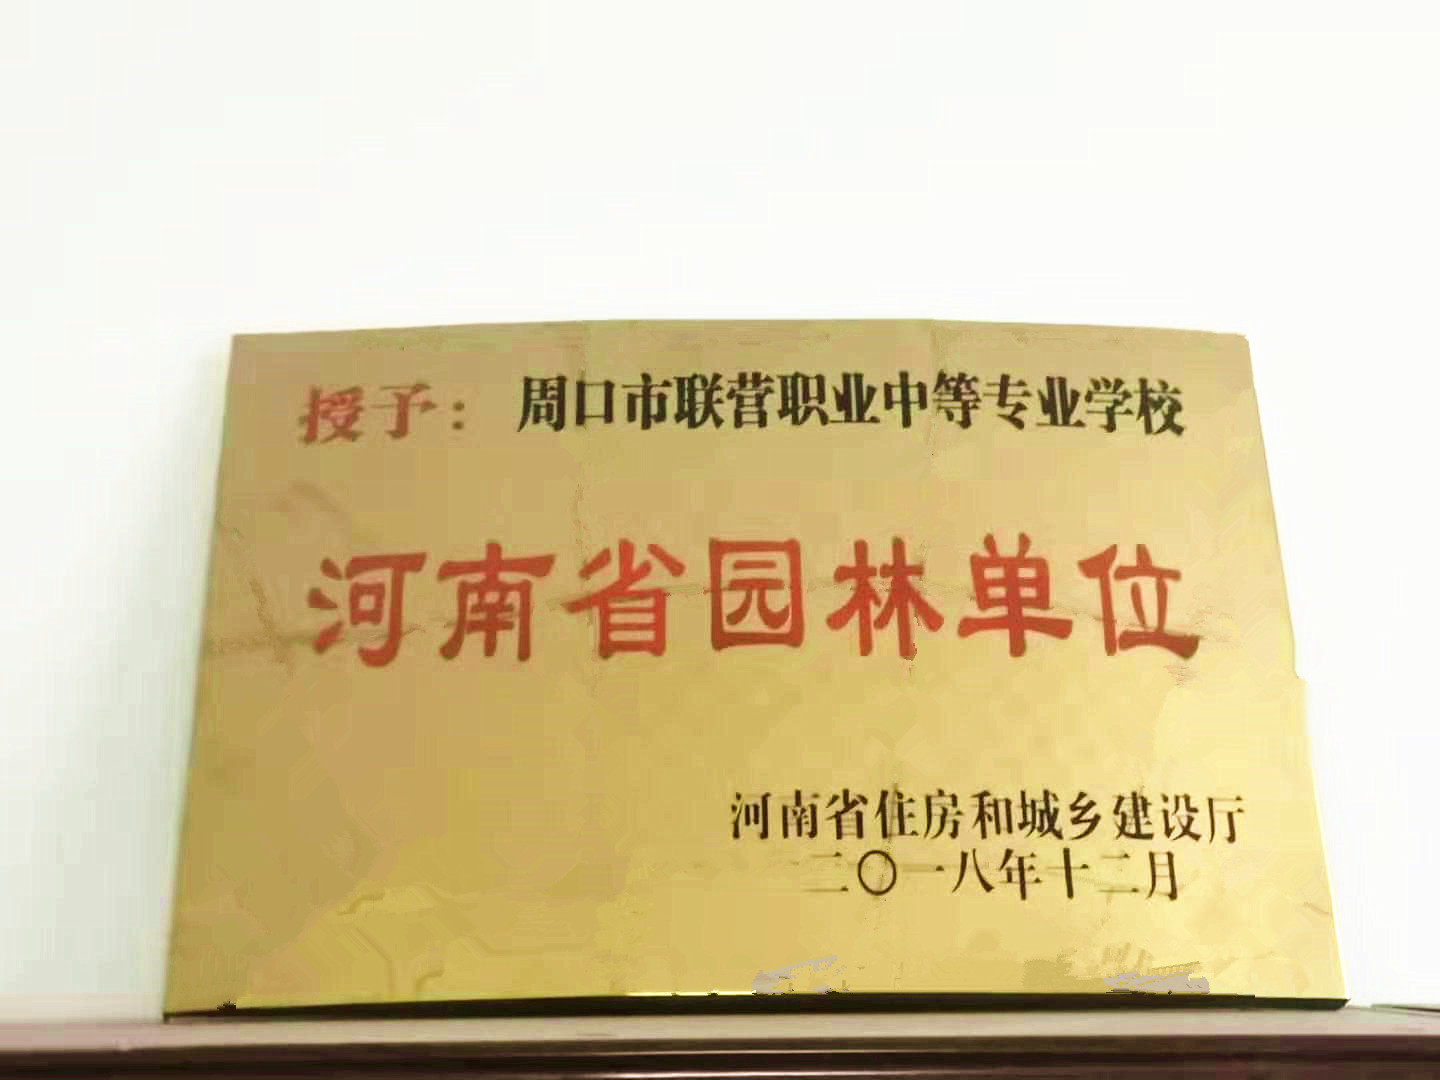 授予：周口市联营职业中等专业学校
河南省园林单位
河南省住房和城乡建设厅
二〇一八年十二月